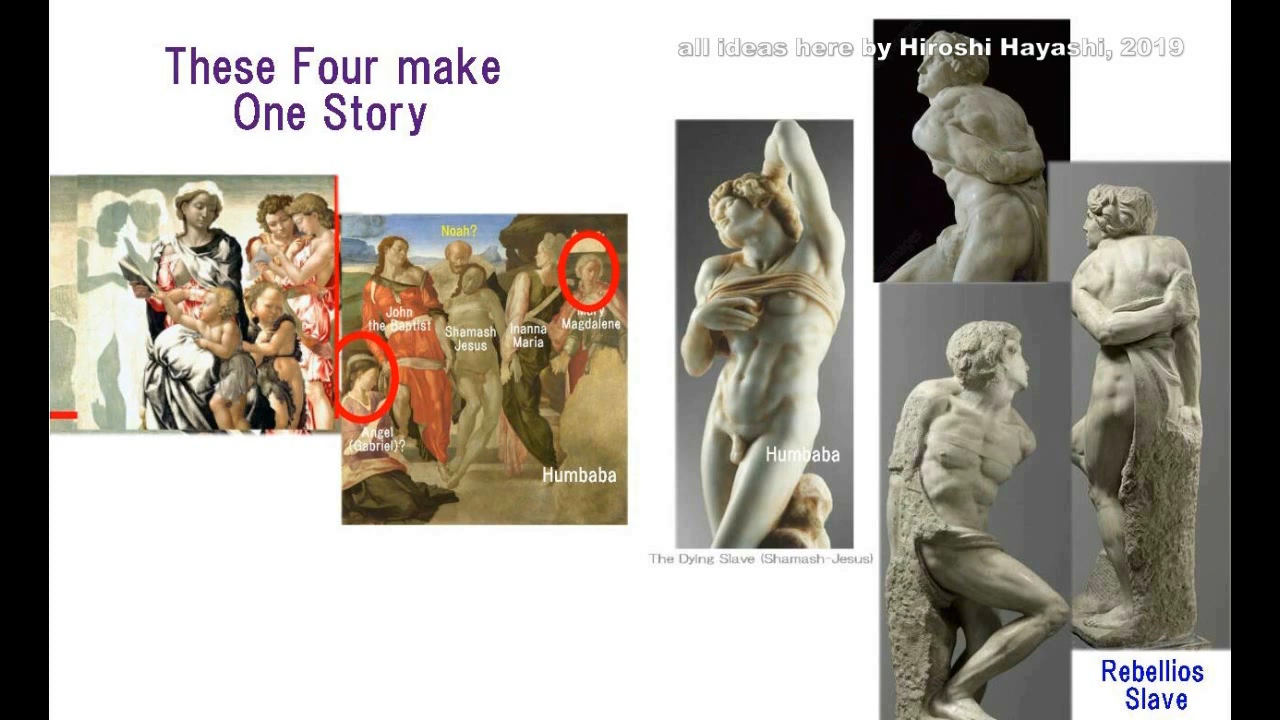 all ideas here by Hiroshi Hayashi, 2019
These Four make
One Story
Noah?
John
the Baptist
Shamash
Jesus
Inanna
Maria
Mary
Magdalene
Angel
(Gabriel)?
Humbaba
Humbaba
The Dying Slave (Shamash-Jesus)
Rebellios
Slave